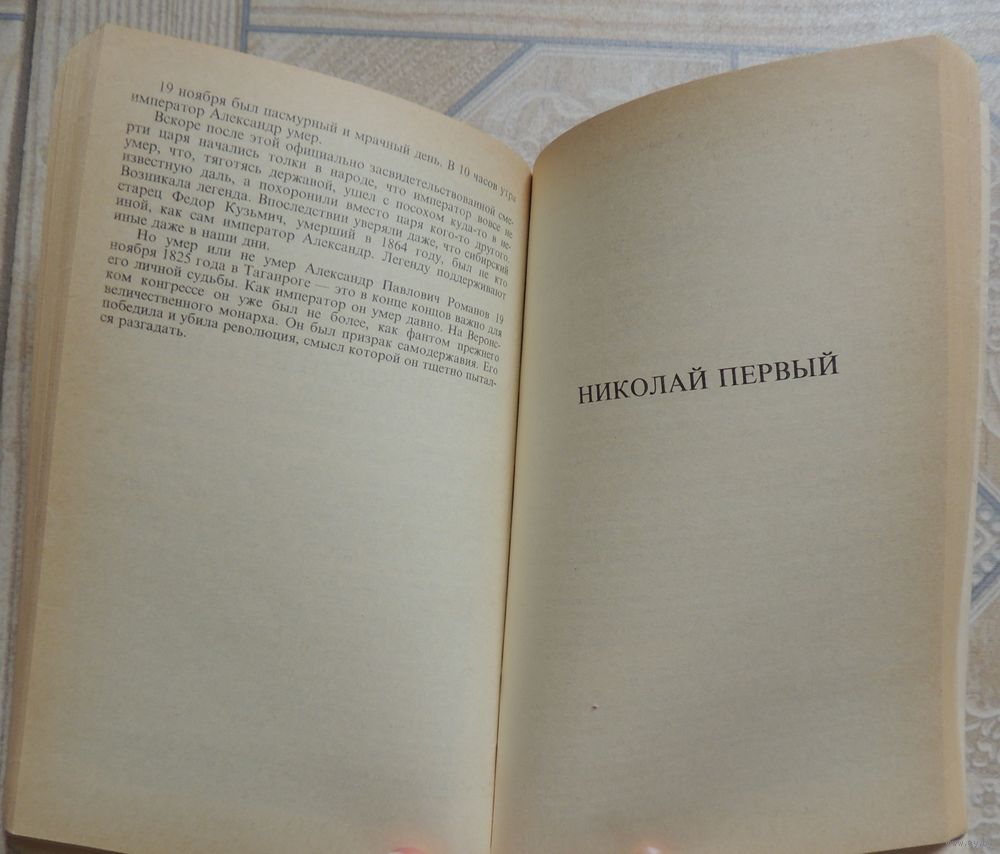 19 ноября был пасмурный и мрачный день. В 10 часов утра
император Александр умер.
Вскоре после этой официально засвидетельствованной сме-
рти царя начались толки в народе, что император вовсе не
умер, что, тяготясь державой, ушел с посохом куда-то в не-
известную даль, а похоронили вместо царя кого-то другого.
Возникала легенда. Впоследствии уверяли даже, что сибирский
старец Федор Кузьмич, умерший в 1864 году, был не кто
иной, как сам император Александр. Легенду поддерживают
иные даже в наши дни.
Но умер или не умер Александр Павлович Романов 19
ноября 1825 года в Таганроге — это в конце концов важно для
его личной судьбы. Как император он умер давно. На Веронс-
ком конгрессе он уже был не более, как фантом прежнего
величественного монарха. Он был призрак самодержавия. Его
победила и убила революция, смысл которой он тщетно пытал-
ся разгадать.
НИКОЛАЙ ПЕРВЫЙ